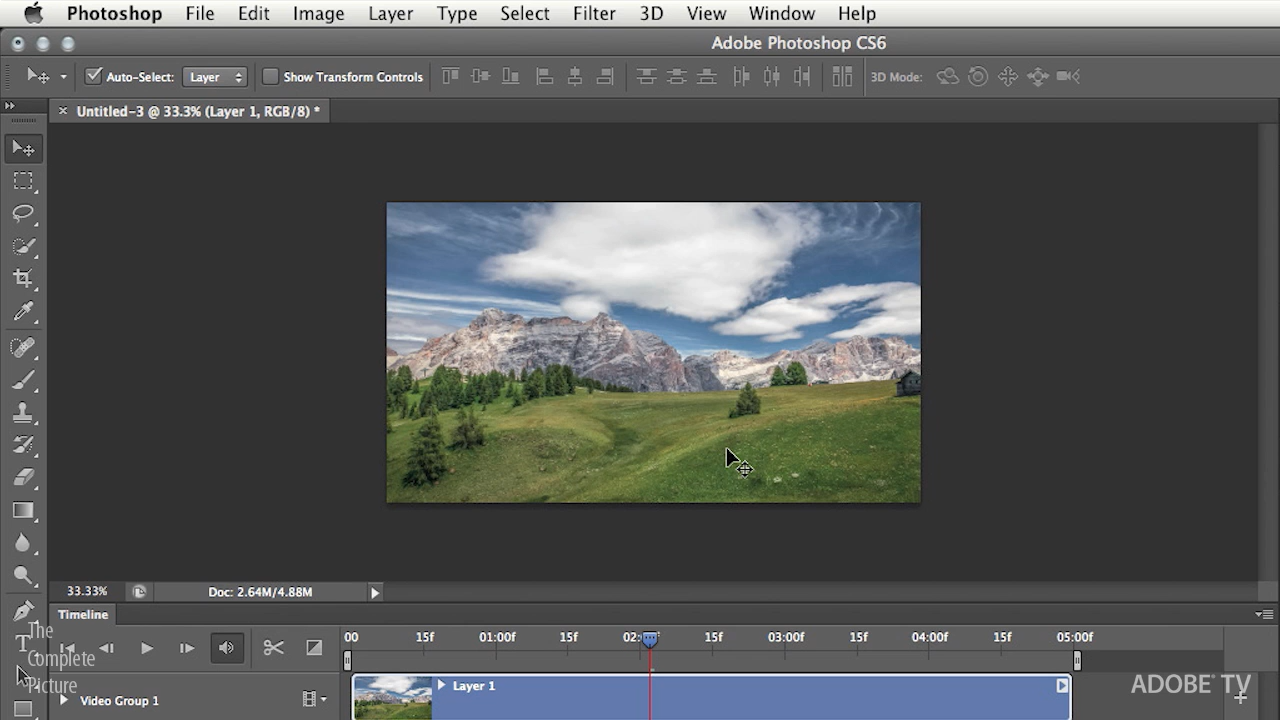 Photoshop File Edit Image Layer Type Select Filter 3D View Window Help
Adobe Photoshop CS6
Auto-Select: Layer Show Transform Controls 3D Mode:
Untitled-3 @ 33.3% (Layer 1, RGB/8) *
33.33% Doc: 2.64M/4.88M
Timeline
00 15f 01:00f 15f 02: 15f 03:00f 15f 04:00f 15f 05:00f
The
Complete
Picture
Layer 1
Video Group 1
ADOBE® TV